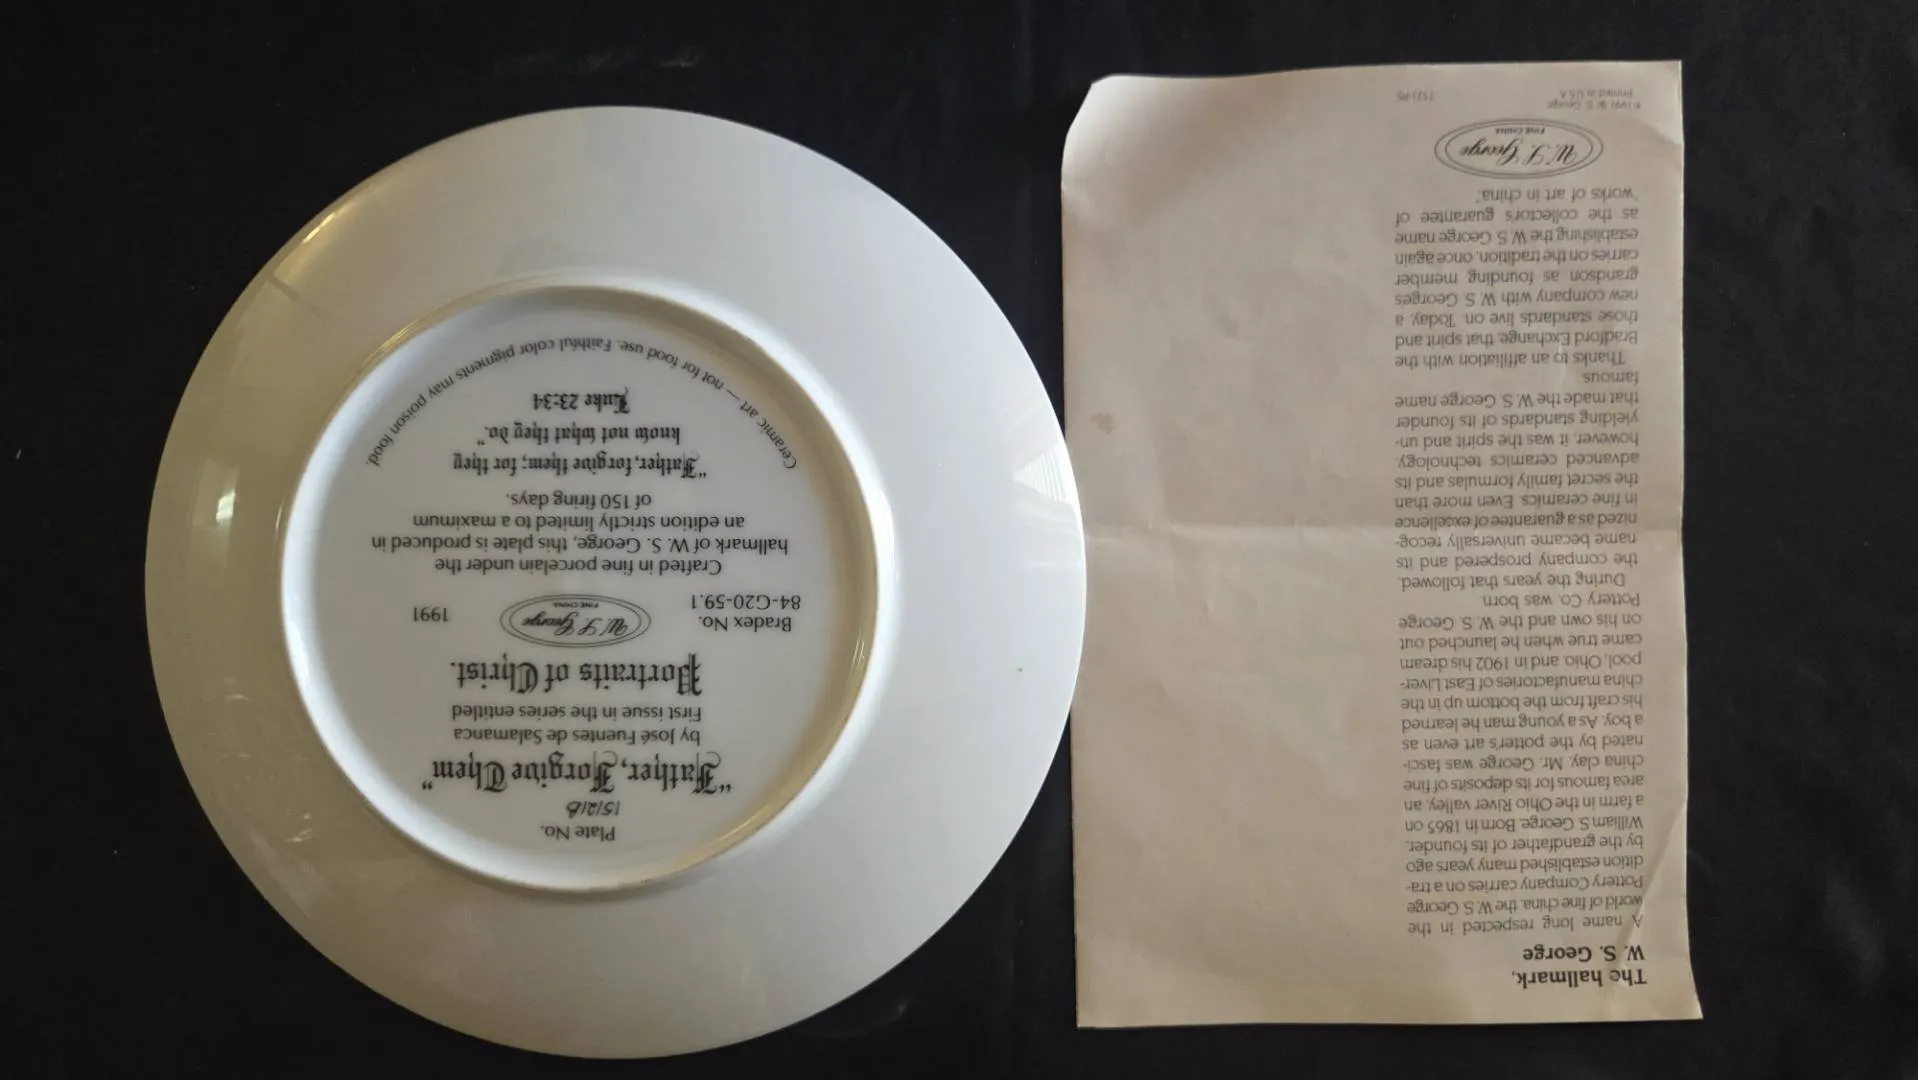 Plate No.
1512B
"Father, Forgive Them"
by José Fuentes de Salamanca
First issue in the series entitled
Portraits of Christ.
Bradex No.
84-G20-59.1
W. S. George
FINE CHINA
1991
Crafted in fine porcelain under the
hallmark of W. S. George, this plate is produced in
an edition strictly limited to a maximum
of 150 firing days.
"Father, forgive them; for they
know not what they do."
Luke 23:34
Ceramic art — not for food use. Faithful color pigments may poison food.
The hallmark,
W. S. George
A name long respected in the
world of fine china, the W. S. George
Pottery Company carries on a tra-
dition established many years ago
by the grandfather of its founder,
William S. George. Born in 1865 on
a farm in the Ohio River valley, an
area famous for its deposits of fine
china clay, Mr. George was fasci-
nated by the potter's art even as
a boy. As a young man he learned
his craft from the bottom up in the
china manufactories of East Liver-
pool, Ohio, and in 1902 his dream
came true when he launched out
on his own and the W. S. George
Pottery Co. was born.
During the years that followed,
the company prospered and its
name became universally recog-
nized as a guarantee of excellence
in fine ceramics. Even more than
the secret family formulas and its
advanced ceramics technology,
however, it was the spirit and un-
yielding standards of its founder
that made the W. S. George name
famous.
Thanks to an affiliation with the
Bradford Exchange, that spirit and
those standards live on. Today, a
new company with W. S. George's
grandson as founding member
carries on the tradition, once again
establishing the W. S. George name
as the collector's guarantee of
"works of art in china."
W. S. George
FINE CHINA
©1991 W. S. George
Printed in U.S.A.